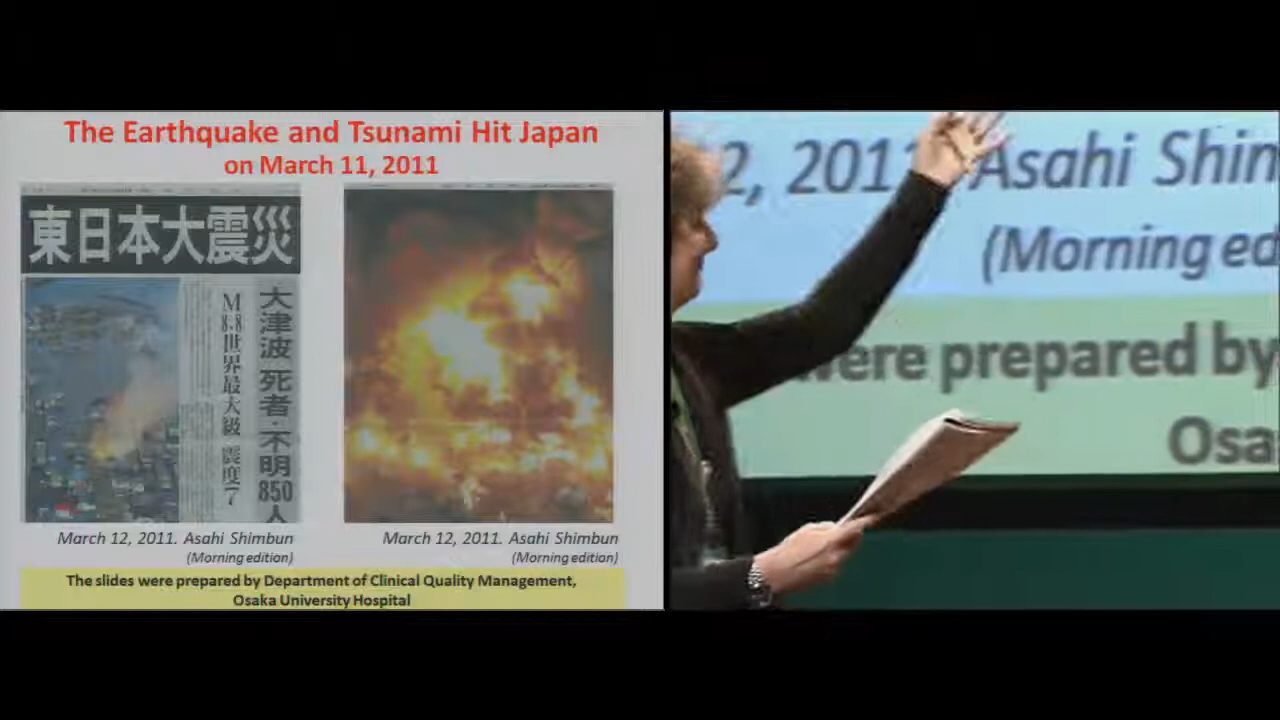 The Earthquake and Tsunami Hit Japan
on March 11, 2011
東日本大震災
大津波 死者・不明850人
M8.8世界最大級 震度7
March 12, 2011. Asahi Shimbun
(Morning edition)
March 12, 2011. Asahi Shimbun
(Morning edition)
The slides were prepared by Department of Clinical Quality Management,
Osaka University Hospital
2, 2011. Asahi Shim
(Morning ed
were prepared by
Osa